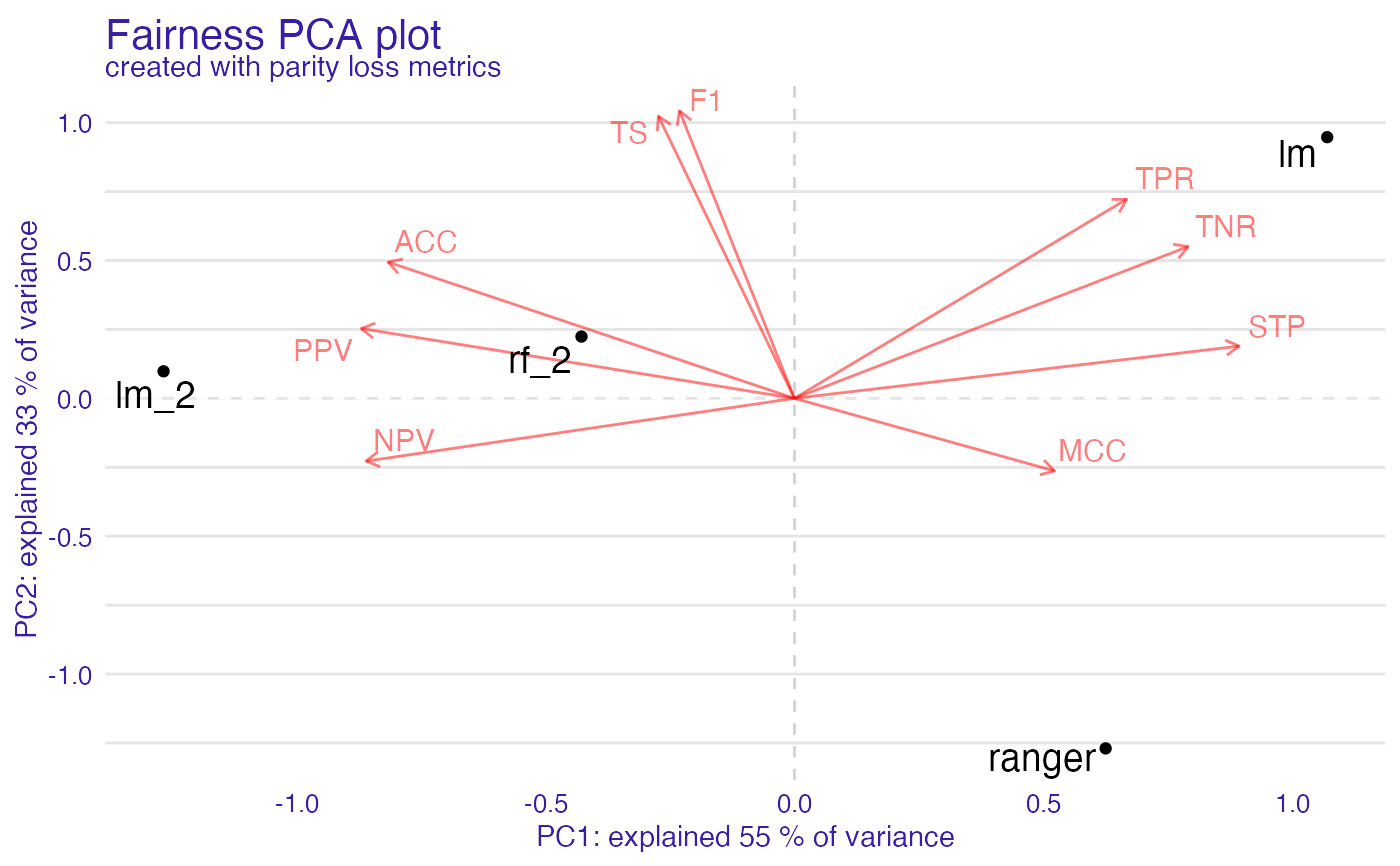 Fairness PCA plot
created with parity loss metrics
F1
TS
lm
TPR
TNR
ACC
STP
PPV
rf_2
lm_2
NPV
MCC
ranger
1.0
0.5
0.0
-0.5
-1.0
PC2: explained 33 % of variance
-1.0
-0.5
0.0
0.5
1.0
PC1: explained 55 % of variance